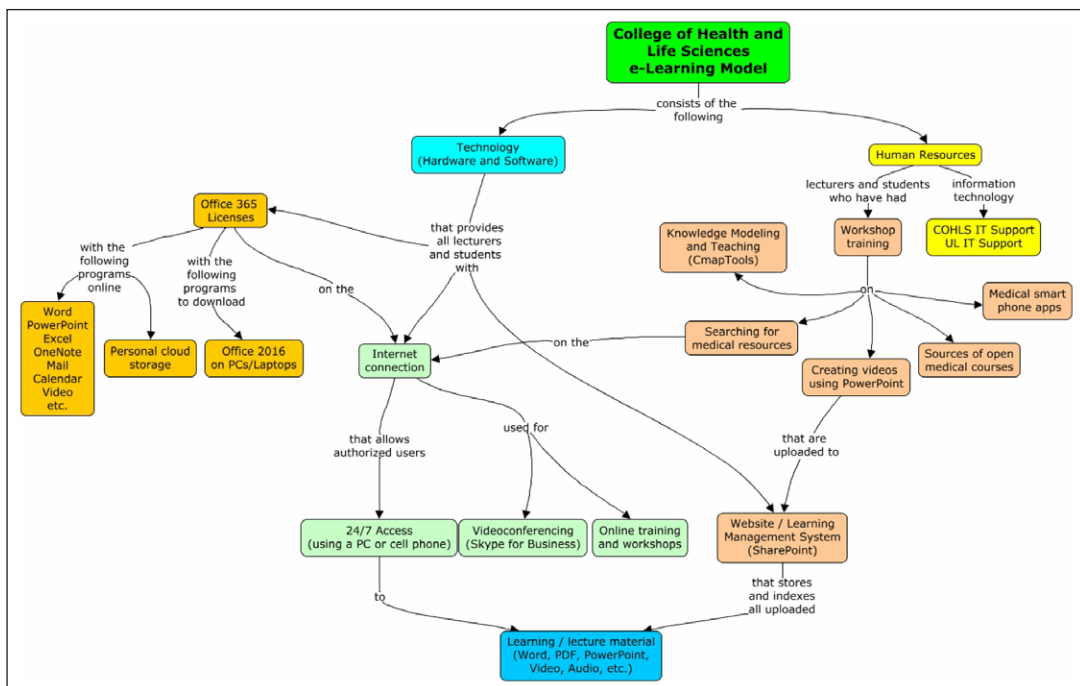 College of Health and
Life Sciences
e-Learning Model
consists of the
following
Technology
(Hardware and Software)
Human Resources
lecturers and students
who have had
information
technology
Office 365
Licenses
that provides
all lecturers
and students
with
Knowledge Modeling
and Teaching
(CmapTools)
Workshop
training
COHLS IT Support
UL IT Support
with the
following
programs
online
with the
following
programs
to download
on the
on
Medical smart
phone apps
Word
PowerPoint
Excel
OneNote
Mail
Calendar
Video
etc.
Personal cloud
storage
Office 2016
on PCs/Laptops
Internet
connection
on the
Searching for
medical resources
Creating videos
using PowerPoint
Sources of open
medical courses
that allows
authorized users
used for
that are
uploaded to
24/7 Access
(using a PC or cell phone)
Videoconferencing
(Skype for Business)
Online training
and workshops
Website / Learning
Management System
(SharePoint)
to
that stores
and indexes
all uploaded
Learning / lecture material
(Word, PDF, PowerPoint,
Video, Audio, etc.)